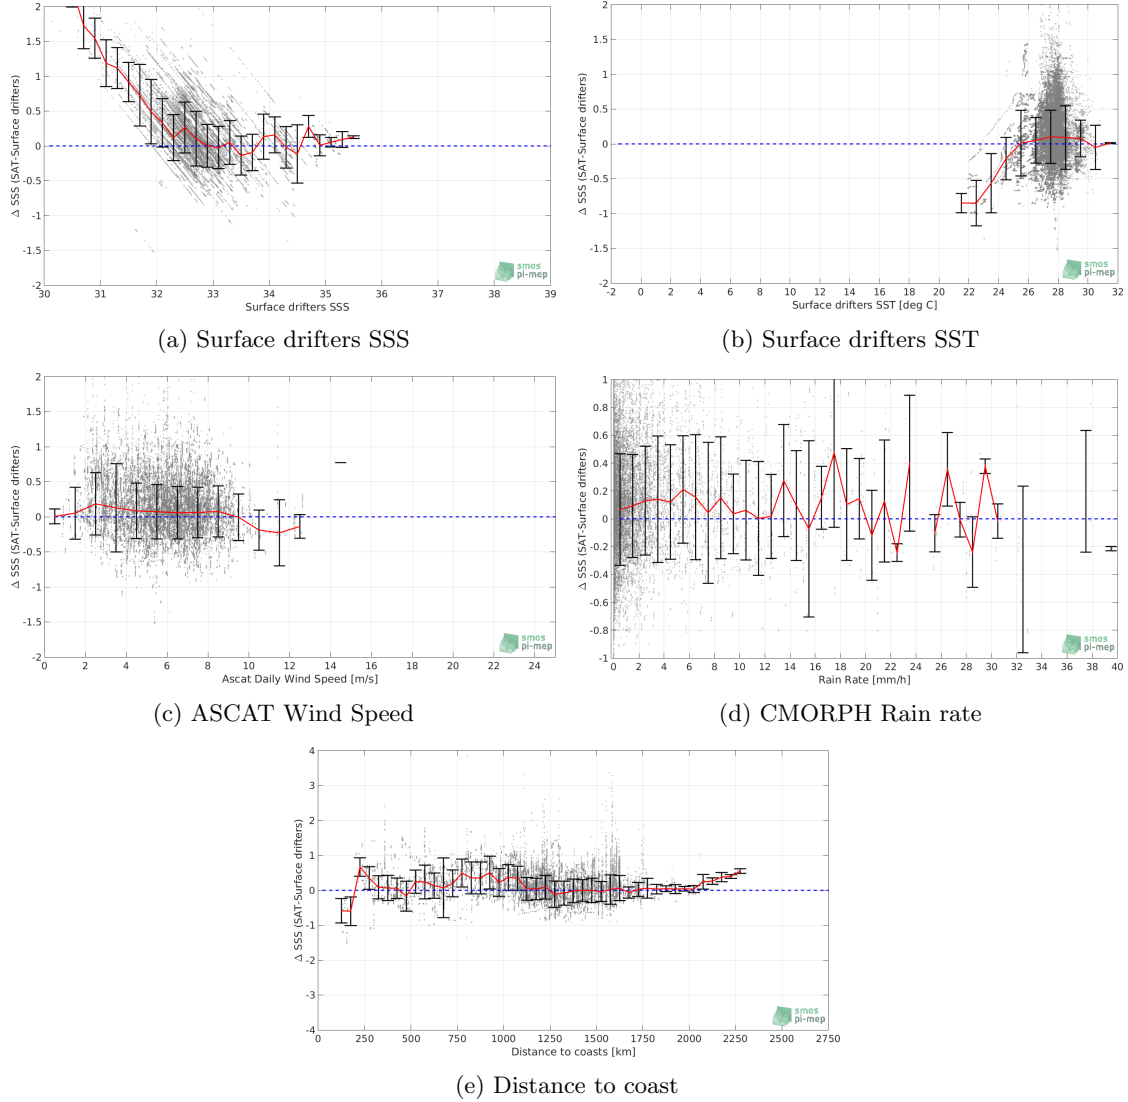 2
1.5
1
0.5
0
-0.5
-1
-1.5
-2
Δ SSS (SAT-Surface drifters)
30 31 32 33 34 35 36 37 38 39
Surface drifters SSS
smos
pi-mep
(a) Surface drifters SSS
2
1.5
1
0.5
0
-0.5
-1
-1.5
-2
Δ SSS (SAT-Surface drifters)
-2 0 2 4 6 8 10 12 14 16 18 20 22 24 26 28 30 32
Surface drifters SST [deg C]
smos
pi-mep
(b) Surface drifters SST
2
1.5
1
0.5
0
-0.5
-1
-1.5
-2
Δ SSS (SAT-Surface drifters)
0 2 4 6 8 10 12 14 16 18 20 22 24
Ascat Daily Wind Speed [m/s]
smos
pi-mep
(c) ASCAT Wind Speed
1
0.8
0.6
0.4
0.2
0
-0.2
-0.4
-0.6
-0.8
-1
Δ SSS (SAT-Surface drifters)
0 2 4 6 8 10 12 14 16 18 20 22 24 26 28 30 32 34 36 38 40
Rain Rate [mm/h]
smos
pi-mep
(d) CMORPH Rain rate
4
3
2
1
0
-1
-2
-3
-4
Δ SSS (SAT-Surface drifters)
0 250 500 750 1000 1250 1500 1750 2000 2250 2500 2750
Distance to coasts [km]
smos
pi-mep
(e) Distance to coast